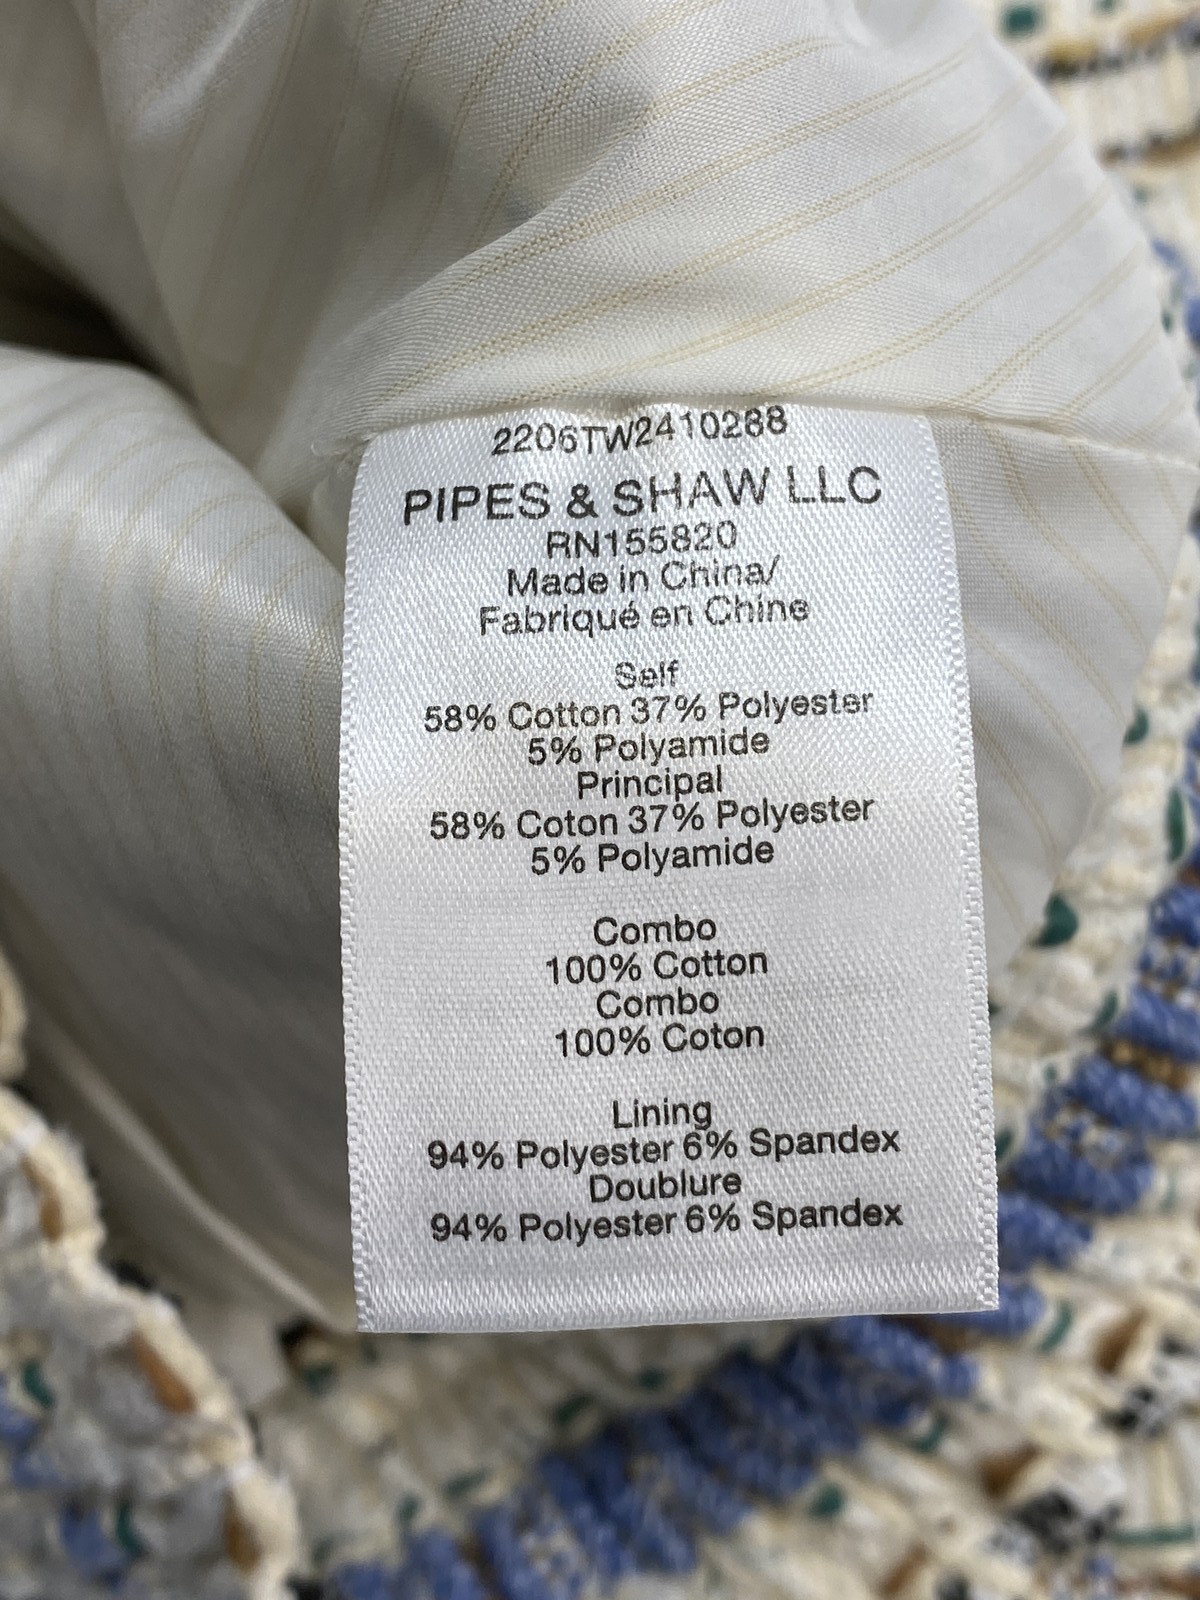 2206TW2410288
PIPES & SHAW LLC
RN155820
Made in China/
Fabriqué en Chine
Self
58% Cotton 37% Polyester
5% Polyamide
Principal
58% Coton 37% Polyester
5% Polyamide
Combo
100% Cotton
Combo
100% Coton
Lining
94% Polyester 6% Spandex
Doublure
94% Polyester 6% Spandex